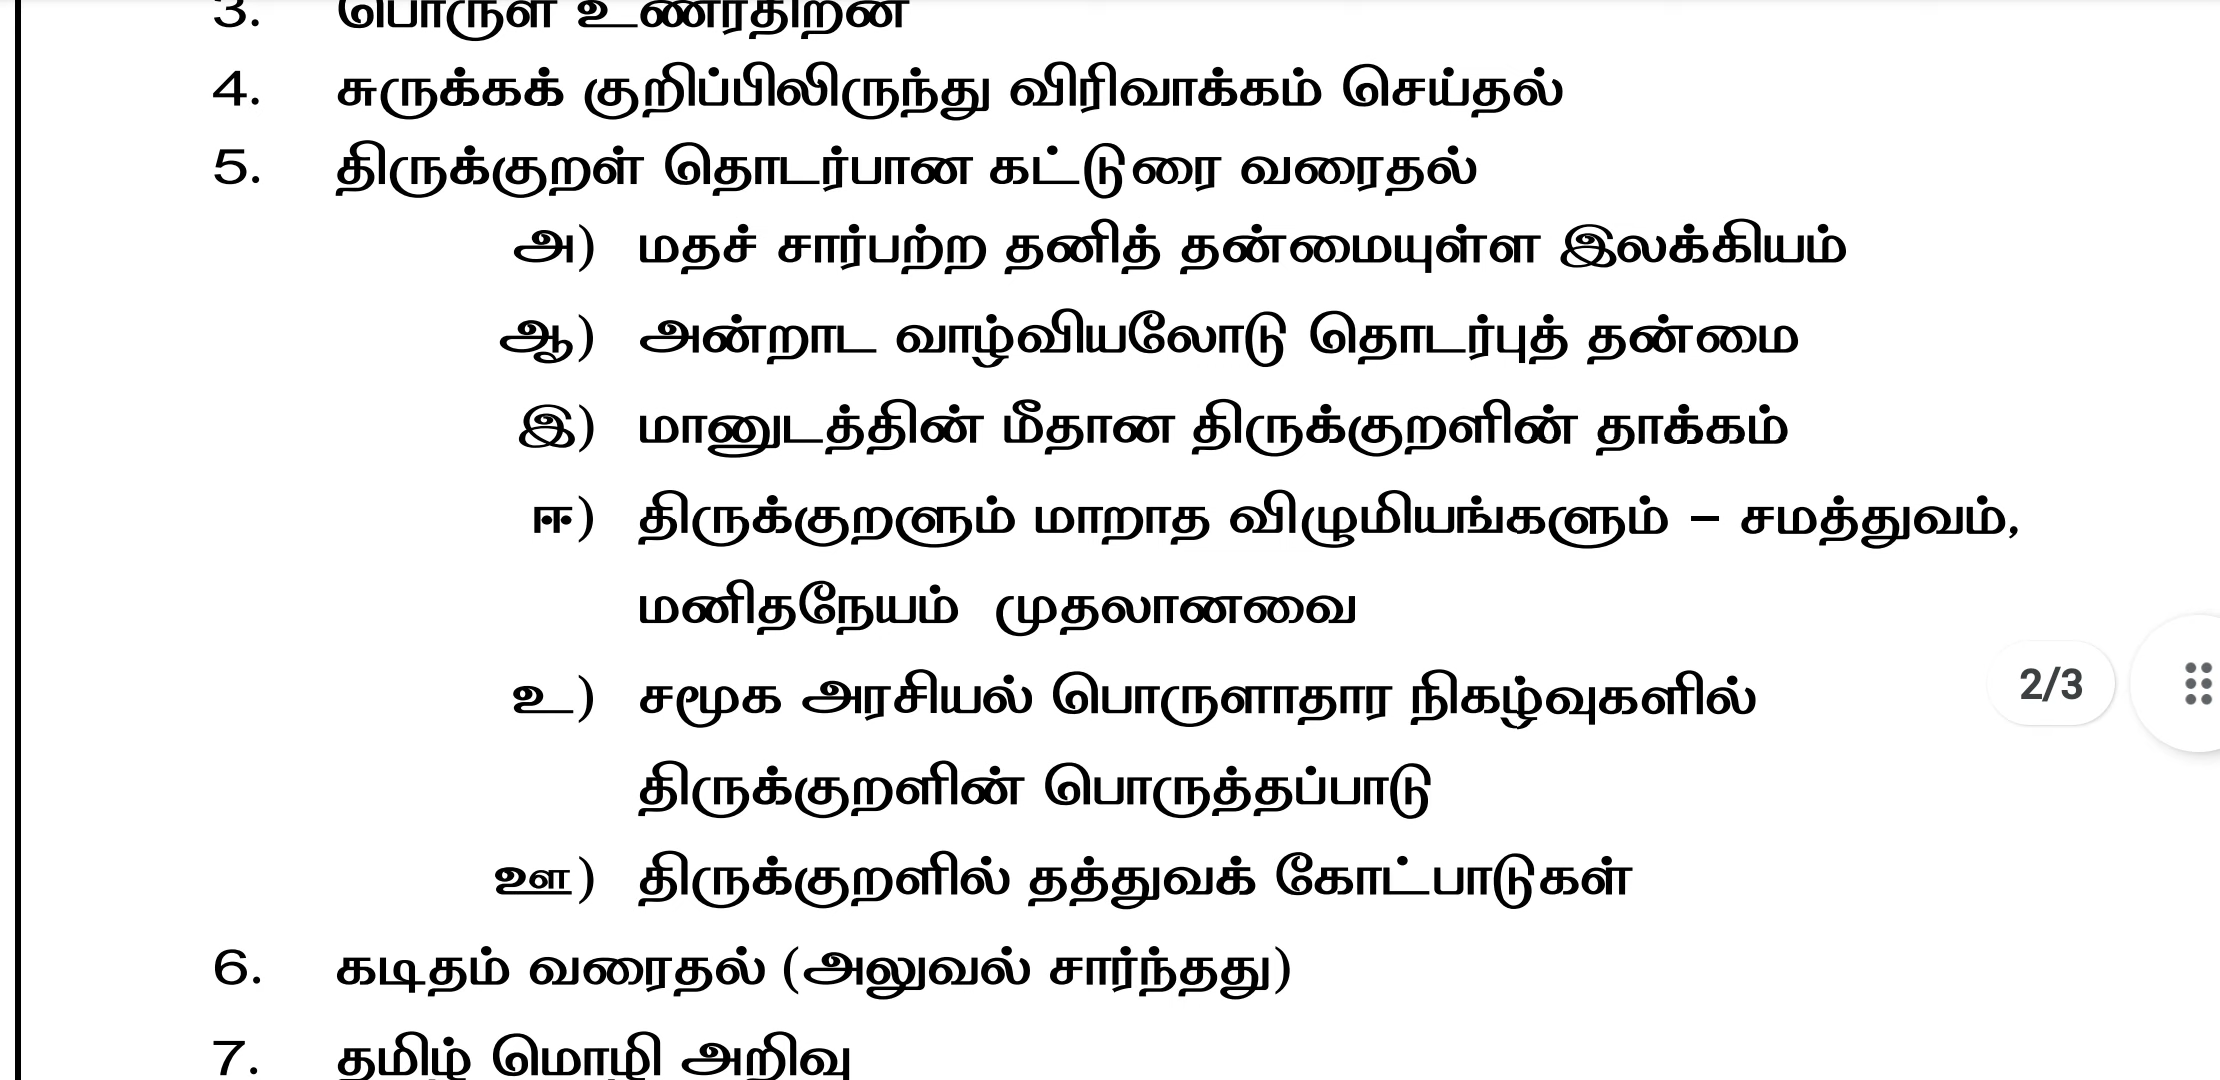 3. பொருள் உணர்திறன்
4. சுருக்கக் குறிப்பிலிருந்து விரிவாக்கம் செய்தல்
5. திருக்குறள் தொடர்பான கட்டுரை வரைதல்
அ) மதச் சார்பற்ற தனித் தன்மையுள்ள இலக்கியம்
ஆ) அன்றாட வாழ்வியலோடு தொடர்புத் தன்மை
இ) மானுடத்தின் மீதான திருக்குறளின் தாக்கம்
ஈ) திருக்குறளும் மாறாத விழுமியங்களும் – சமத்துவம்,
மனிதநேயம் முதலானவை
2/3
உ) சமூக அரசியல் பொருளாதார நிகழ்வுகளில்
திருக்குறளின் பொருத்தப்பாடு
ஊ) திருக்குறளில் தத்துவக் கோட்பாடுகள்
6. கடிதம் வரைதல் (அலுவல் சார்ந்தது)
7. தமிழ் மொழி அறிவு